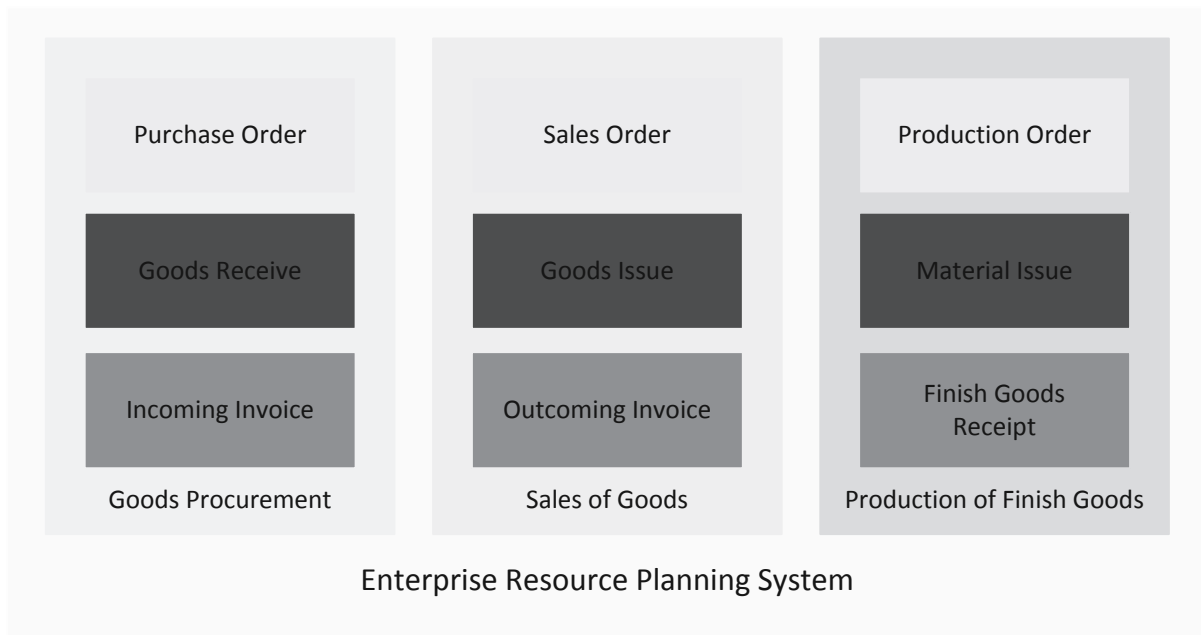 Purchase Order
Goods Receive
Incoming Invoice
Goods Procurement
Sales Order
Goods Issue
Outcoming Invoice
Sales of Goods
Production Order
Material Issue
Finish Goods
Receipt
Production of Finish Goods
Enterprise Resource Planning System